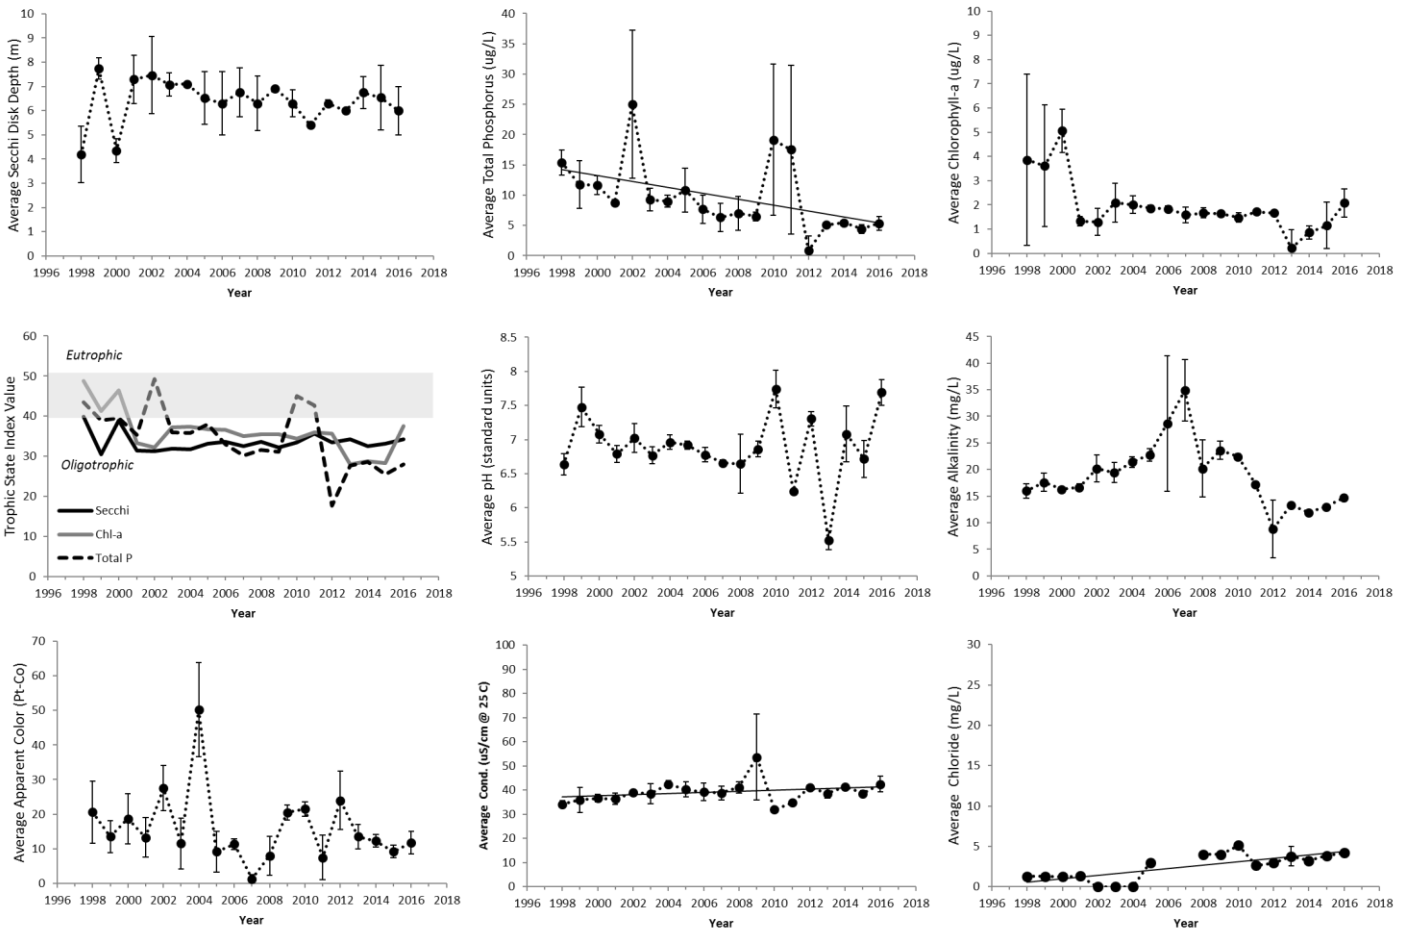 Average Secchi Disk Depth (m)
10
9
8
7
6
5
4
3
2
1
0
1996 1998 2000 2002 2004 2006 2008 2010 2012 2014 2016 2018
Year
Average Total Phosphorus (ug/L)
40
35
30
25
20
15
10
5
0
1996 1998 2000 2002 2004 2006 2008 2010 2012 2014 2016 2018
Year
Average Chlorophyll-a (ug/L)
10
9
8
7
6
5
4
3
2
1
0
1996 1998 2000 2002 2004 2006 2008 2010 2012 2014 2016 2018
Year
Trophic State Index Value
60
50
40
30
20
10
0
Eutrophic
Oligotrophic
Secchi
Chl-a
Total P
1996 1998 2000 2002 2004 2006 2008 2010 2012 2014 2016 2018
Year
Average pH (standard units)
8.5
8
7.5
7
6.5
6
5.5
5
1996 1998 2000 2002 2004 2006 2008 2010 2012 2014 2016 2018
Year
Average Alkalinity (mg/L)
45
40
35
30
25
20
15
10
5
0
1996 1998 2000 2002 2004 2006 2008 2010 2012 2014 2016 2018
Year
Average Apparent Color (Pt-Co)
70
60
50
40
30
20
10
0
1996 1998 2000 2002 2004 2006 2008 2010 2012 2014 2016 2018
Year
Average Cond. (uS/cm @ 25 C)
100
90
80
70
60
50
40
30
20
10
0
1996 1998 2000 2002 2004 2006 2008 2010 2012 2014 2016 2018
Year
Average Chloride (mg/L)
30
25
20
15
10
5
0
1996 1998 2000 2002 2004 2006 2008 2010 2012 2014 2016 2018
Year